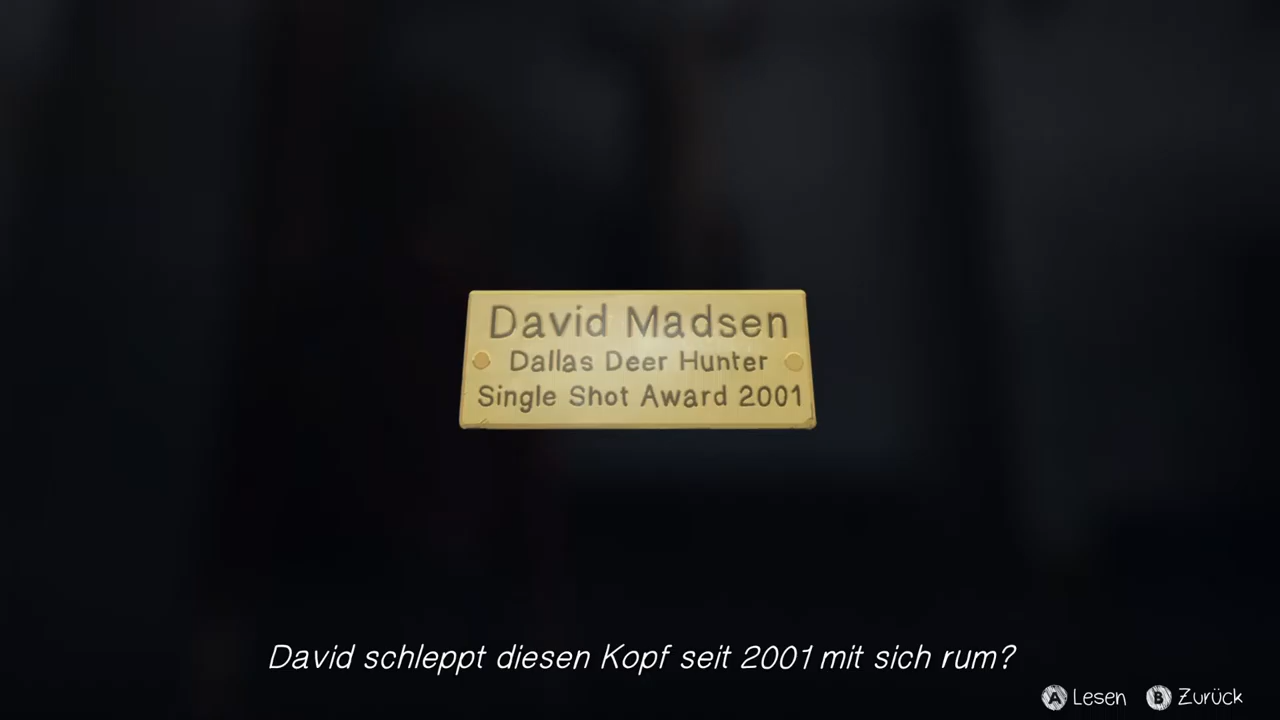 David Madsen
Dallas Deer Hunter
Single Shot Award 2001
David schleppt diesen Kopf seit 2001 mit sich rum?
A Lesen B Zurück